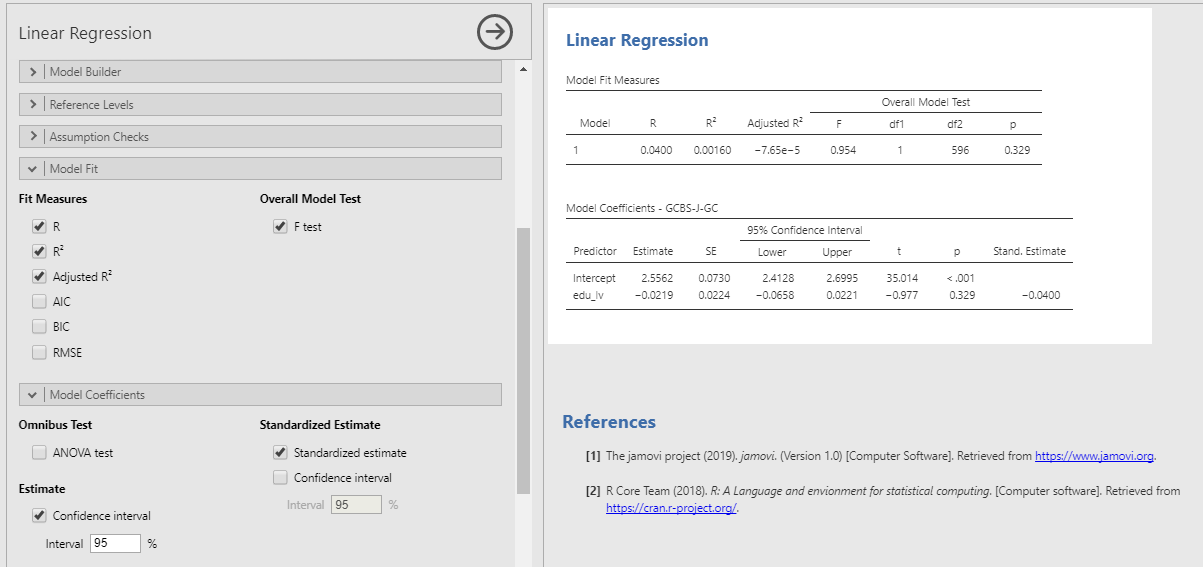 Linear Regression
Model Builder
Reference Levels
Assumption Checks
Model Fit
Fit Measures
Overall Model Test
R
F test
R²
Adjusted R²
AIC
BIC
RMSE
Model Coefficients
Omnibus Test
Standardized Estimate
ANOVA test
Standardized estimate
Confidence interval
Interval 95 %
Estimate
Confidence interval
Interval 95 %
Linear Regression
Model Fit Measures
Overall Model Test
Model R R² Adjusted R² F df1 df2 p
1 0.0400 0.00160 −7.65e−5 0.954 1 596 0.329
Model Coefficients - GCBS-J-GC
95% Confidence Interval
Predictor Estimate SE Lower Upper t p Stand. Estimate
Intercept 2.5562 0.0730 2.4128 2.6995 35.014 < .001
edu_lv −0.0219 0.0224 −0.0658 0.0221 −0.977 0.329 −0.0400
References
[1] The jamovi project (2019). jamovi. (Version 1.0) [Computer Software]. Retrieved from https://www.jamovi.org.
[2] R Core Team (2018). R: A Language and envionment for statistical computing. [Computer software]. Retrieved from
https://cran.r-project.org/.